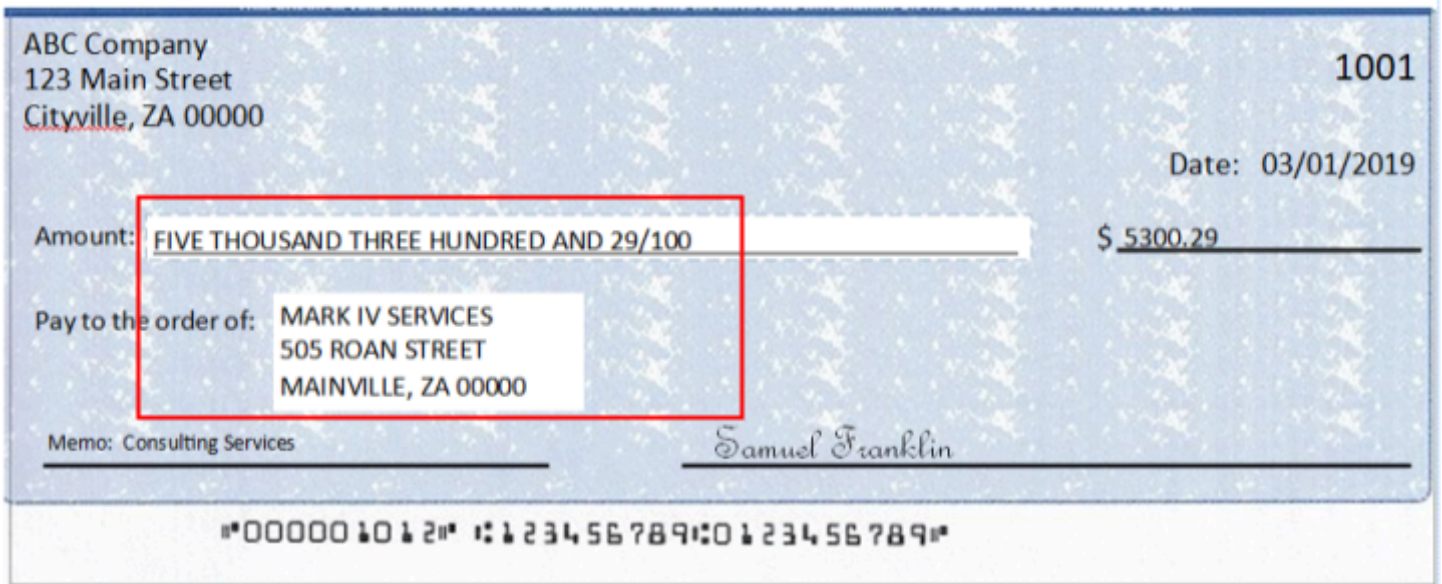 ABC Company
123 Main Street
Cityville, ZA 00000
1001
Date: 03/01/2019
Amount: FIVE THOUSAND THREE HUNDRED AND 29/100 $ 5300.29
Pay to the order of: MARK IV SERVICES
505 ROAN STREET
MAINVILLE, ZA 00000
Memo: Consulting Services
Samuel Franklin
⑈000001012⑈ ⑆123456789⑆0123456789⑈